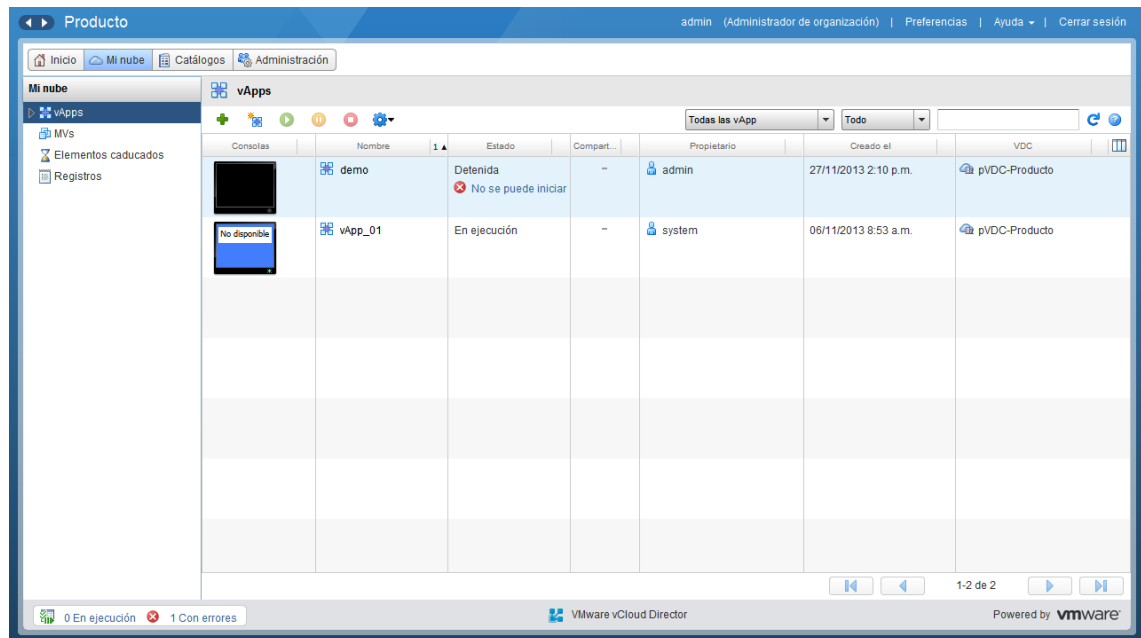 Producto
admin (Administrador de organización) | Preferencias | Ayuda | Cerrar sesión
Inicio Mi nube Catálogos Administración
Mi nube
vApps
MVs
Elementos caducados
Registros
vApps
Todas las vApp Todo
Consolas Nombre 1 Estado Compart... Propietario Creado el VDC
demo Detenida - admin 27/11/2013 2:10 p.m. pVDC-Producto
No se puede iniciar
No disponible vApp_01 En ejecución - system 06/11/2013 8:53 a.m. pVDC-Producto
1-2 de 2
0 En ejecución 1 Con errores VMware vCloud Director Powered by vmware